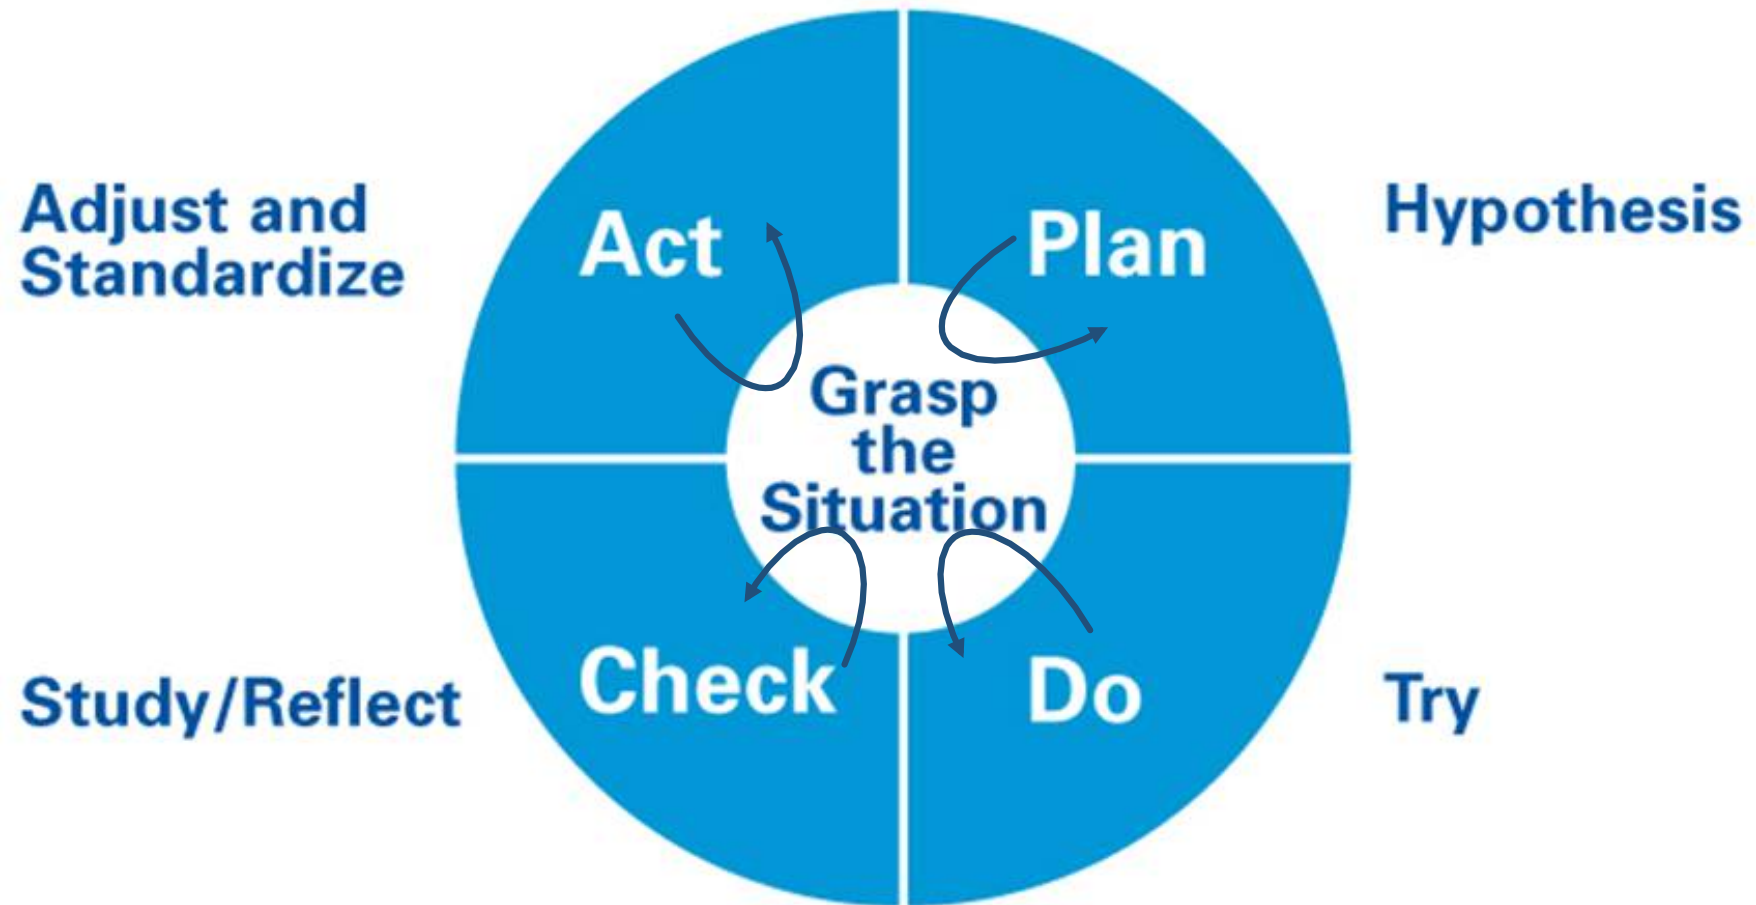 Adjust and
Standardize
Act
Plan
Hypothesis
Grasp
the
Situation
Study/Reflect
Check
Do
Try